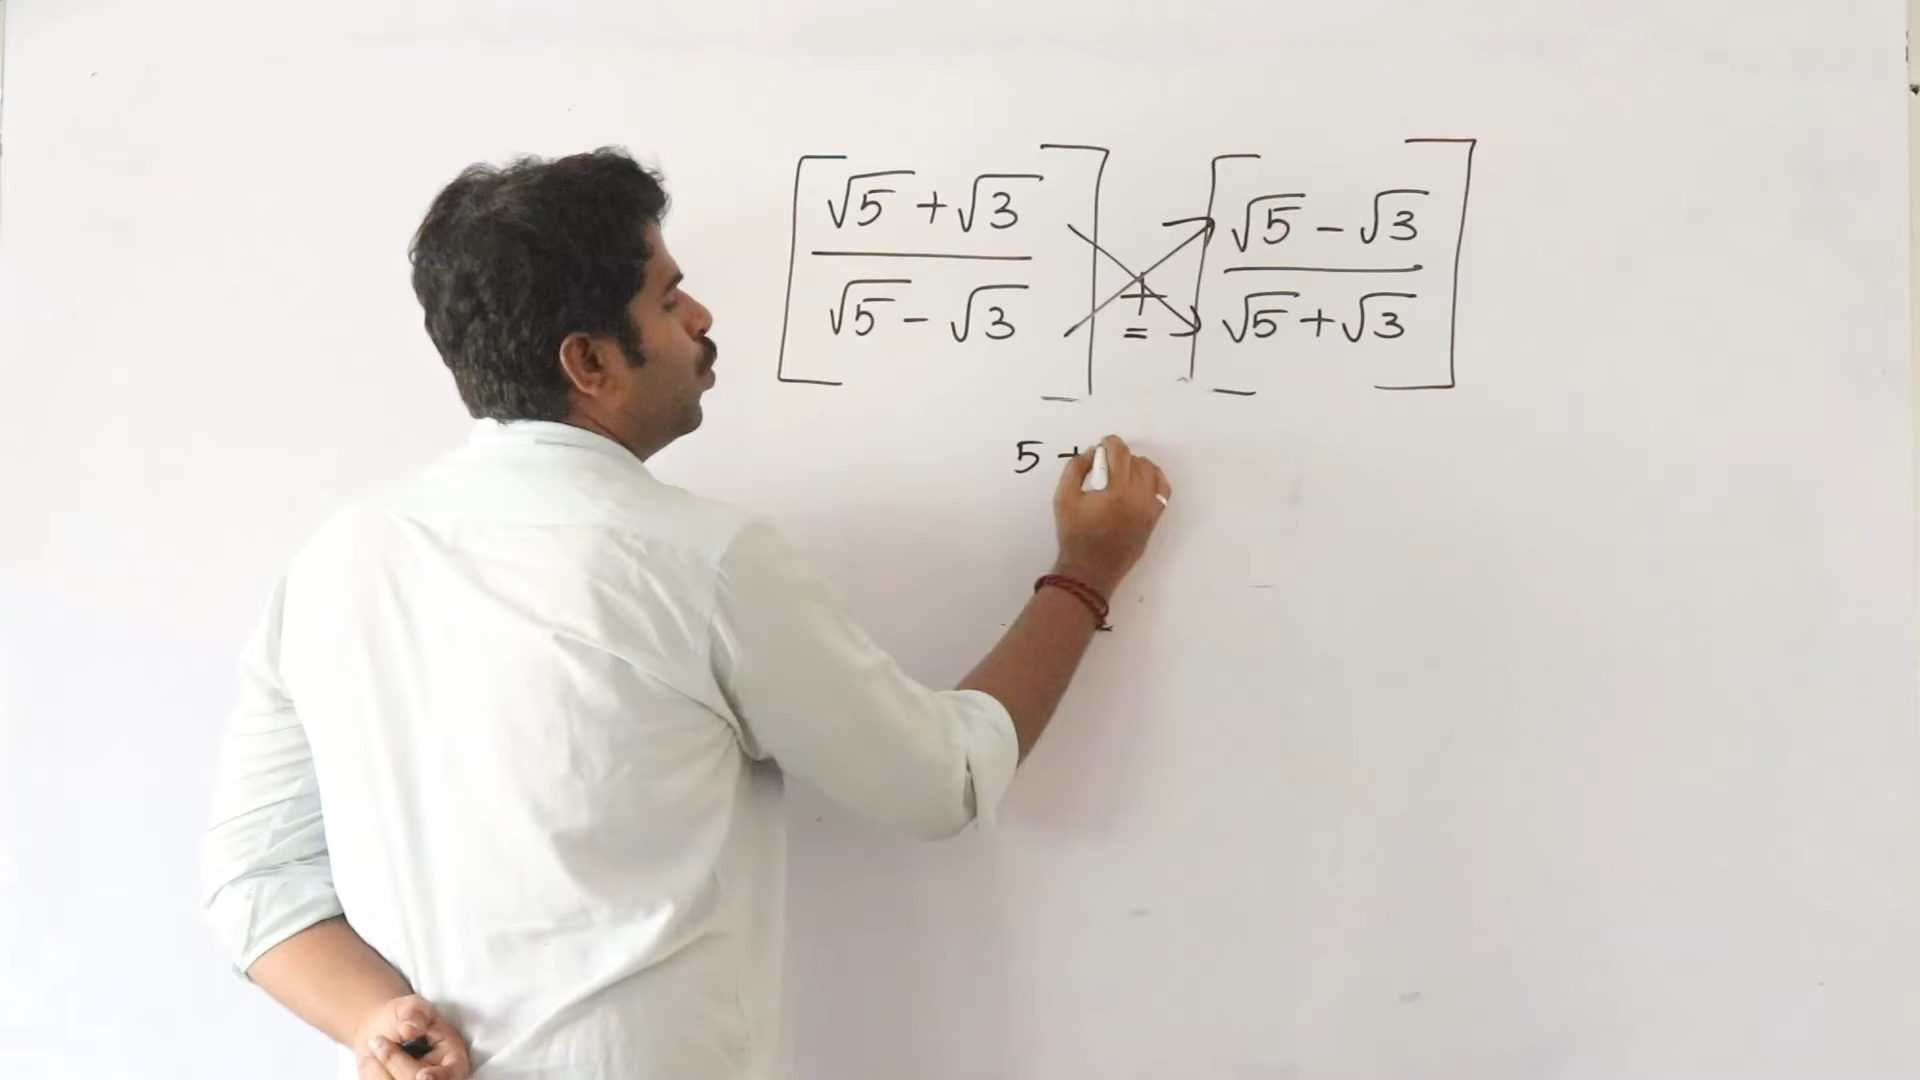 [(√5 + √3)/(√5 - √3)] + [(√5 - √3)/(√5 + √3)]
=
5 +